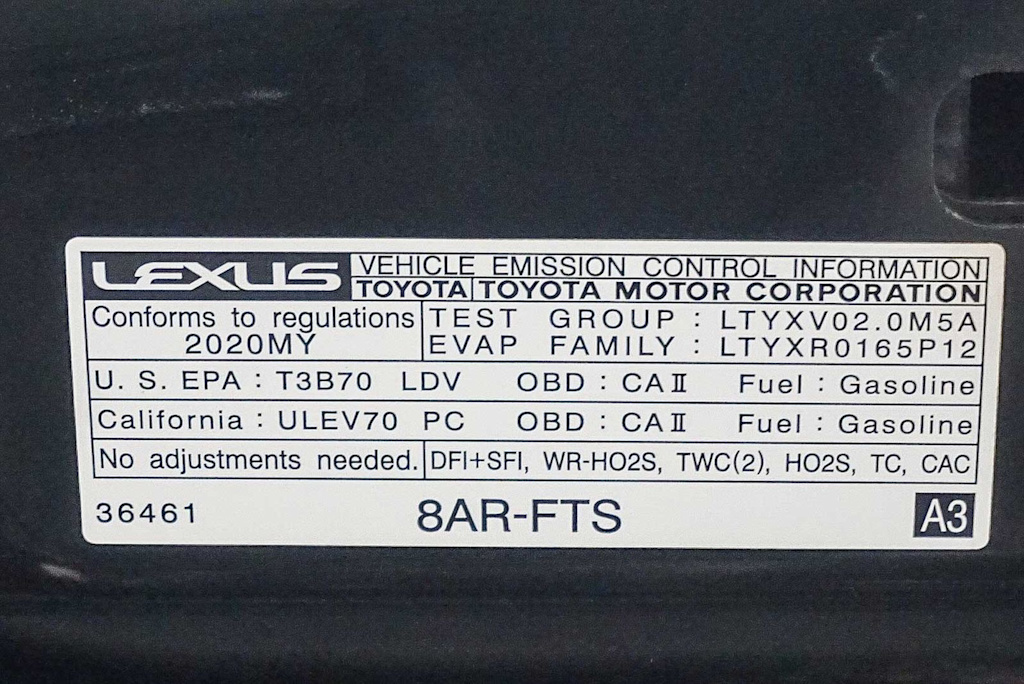 LEXUS VEHICLE EMISSION CONTROL INFORMATION
TOYOTA TOYOTA MOTOR CORPORATION
Conforms to regulations TEST GROUP : LTYXV02.0M5A
2020MY EVAP FAMILY : LTYXR0165P12
U. S. EPA : T3B70 LDV OBD : CAⅡ Fuel : Gasoline
California : ULEV70 PC OBD : CAⅡ Fuel : Gasoline
No adjustments needed. DFI+SFI, WR-HO2S, TWC(2), HO2S, TC, CAC
36461 8AR-FTS A3